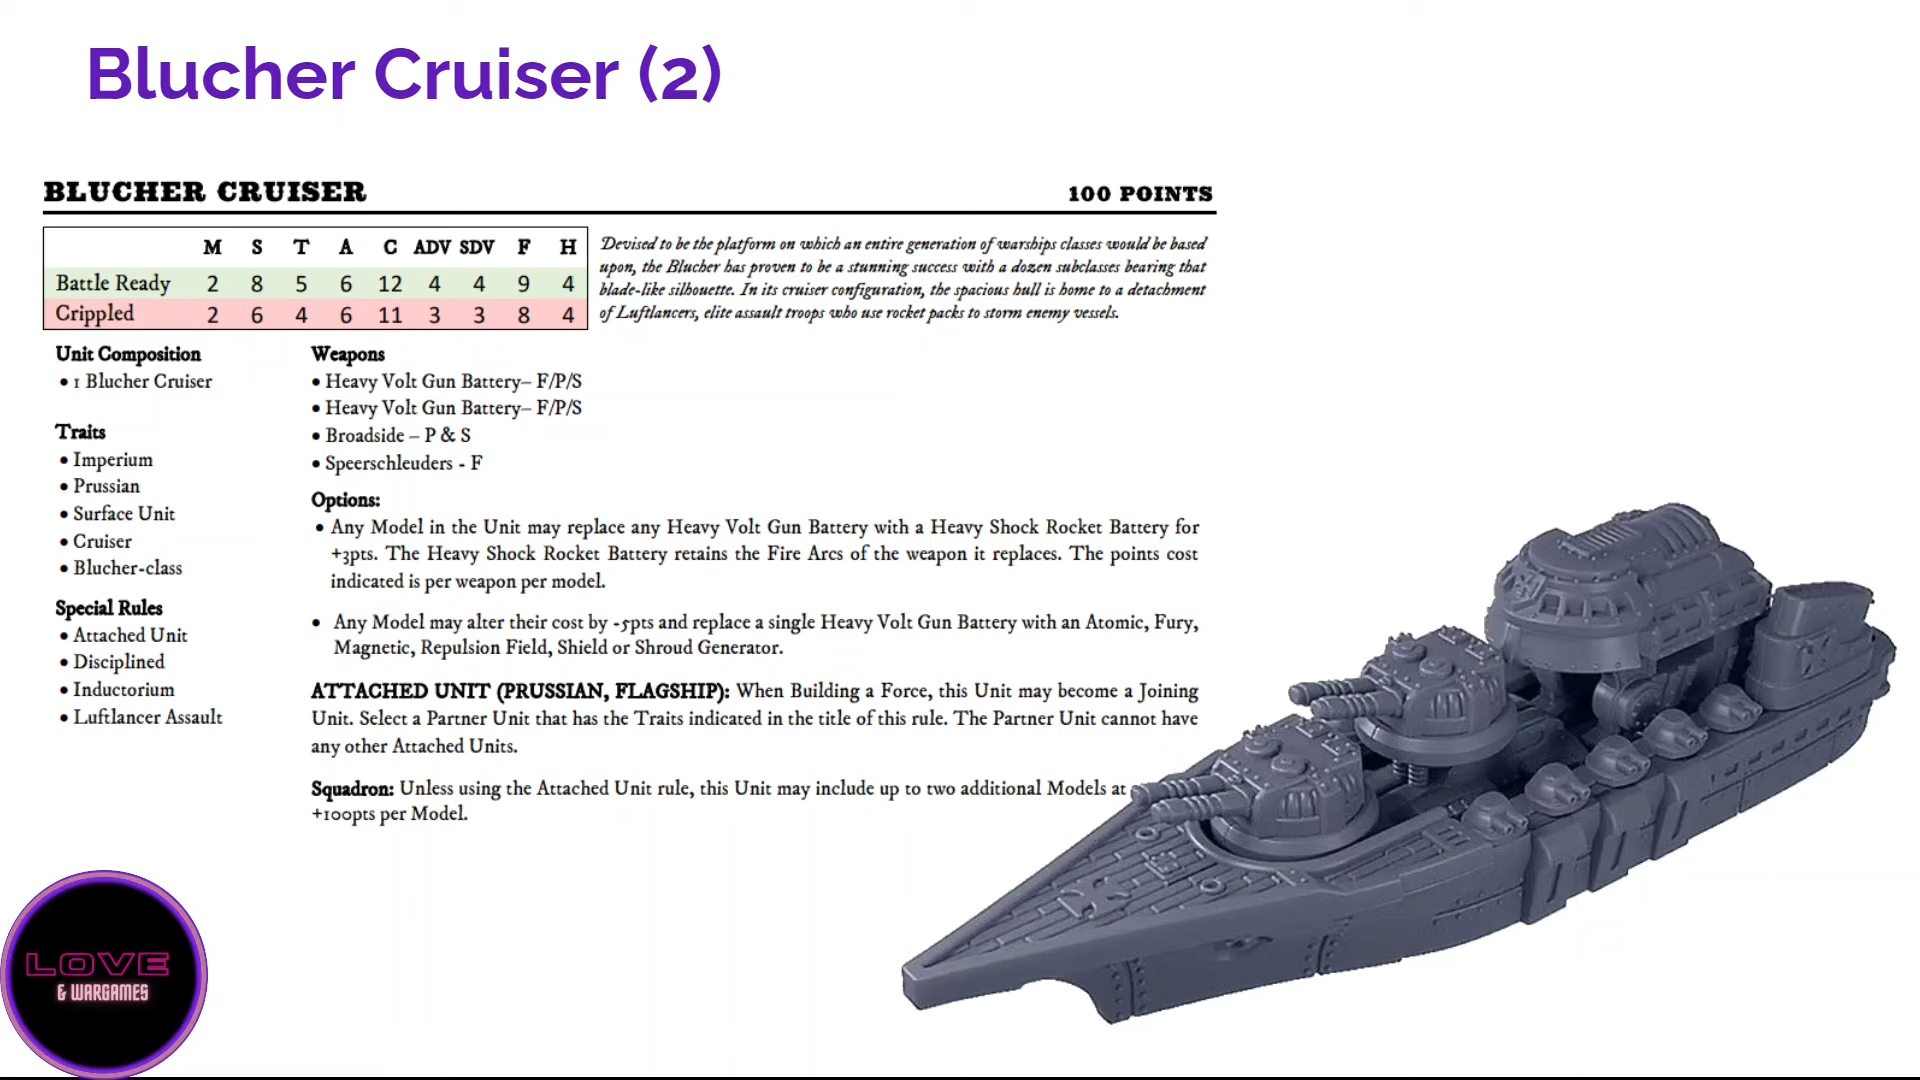 Blucher Cruiser (2)
BLUCHER CRUISER
100 POINTS
M S T A C ADV SDV F H
Battle Ready 2 8 5 6 12 4 4 9 4
Crippled 2 6 4 6 11 3 3 8 4
Devised to be the platform on which an entire generation of warships classes would be based
upon, the Blucher has proven to be a stunning success with a dozen subclasses bearing that
blade-like silhouette. In its cruiser configuration, the spacious hull is home to a detachment
of Luftlancers, elite assault troops who use rocket packs to storm enemy vessels.
Unit Composition
• 1 Blucher Cruiser
Traits
• Imperium
• Prussian
• Surface Unit
• Cruiser
• Blucher-class
Special Rules
• Attached Unit
• Disciplined
• Inductorium
• Luftlancer Assault
Weapons
• Heavy Volt Gun Battery– F/P/S
• Heavy Volt Gun Battery– F/P/S
• Broadside – P & S
• Speerschleuders - F
Options:
• Any Model in the Unit may replace any Heavy Volt Gun Battery with a Heavy Shock Rocket Battery for
+3pts. The Heavy Shock Rocket Battery retains the Fire Arcs of the weapon it replaces. The points cost
indicated is per weapon per model.
• Any Model may alter their cost by -5pts and replace a single Heavy Volt Gun Battery with an Atomic, Fury,
Magnetic, Repulsion Field, Shield or Shroud Generator.
ATTACHED UNIT (PRUSSIAN, FLAGSHIP): When Building a Force, this Unit may become a Joining
Unit. Select a Partner Unit that has the Traits indicated in the title of this rule. The Partner Unit cannot have
any other Attached Units.
Squadron: Unless using the Attached Unit rule, this Unit may include up to two additional Models at
+100pts per Model.
LOVE
& WARGAMES